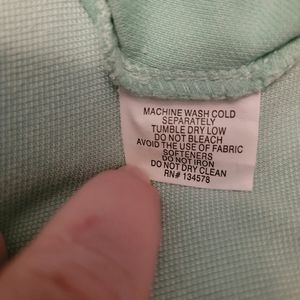 MACHINE WASH COLD
SEPARATELY
TUMBLE DRY LOW
DO NOT BLEACH
AVOID THE USE OF FABRIC
SOFTENERS
DO NOT IRON
DO NOT DRY CLEAN
RN# 134578